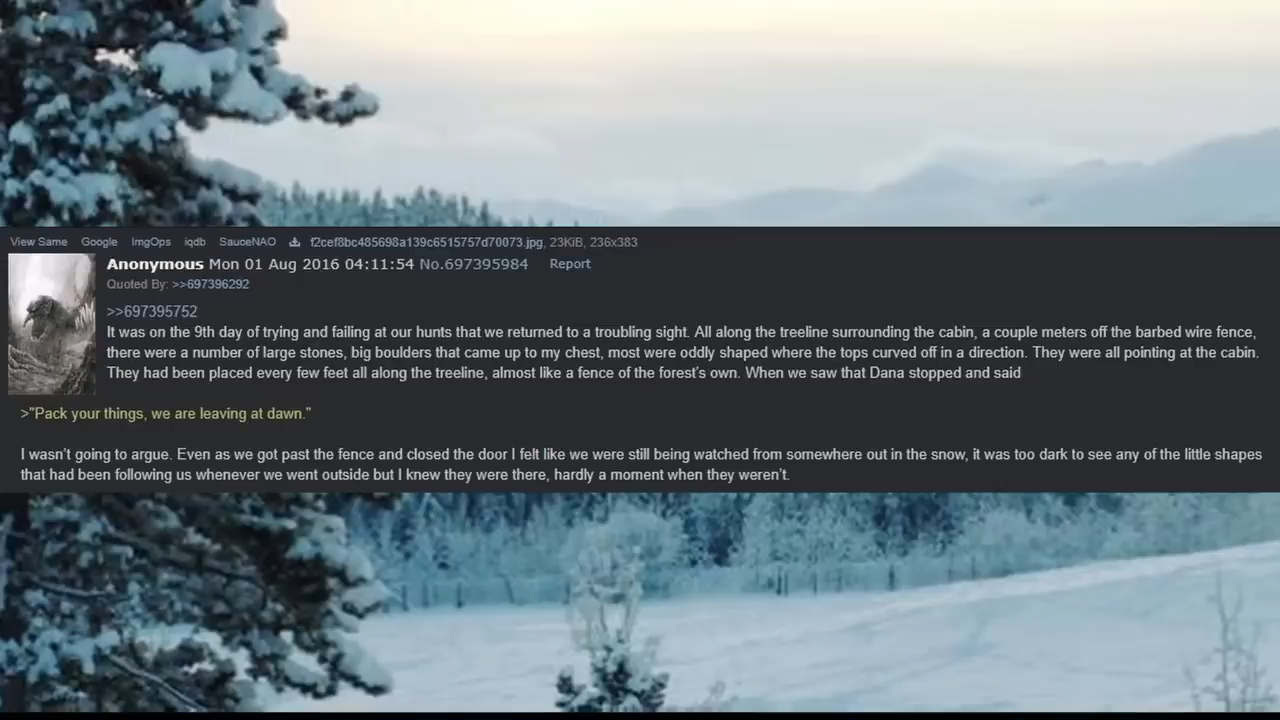 View Same Google ImgOps iqdb SauceNAO f2cef8bc485698a139c6515757d70073.jpg, 23KiB, 236x383
Anonymous Mon 01 Aug 2016 04:11:54 No.697395984 Report
Quoted By: >>697396292
>>697395752
It was on the 9th day of trying and failing at our hunts that we returned to a troubling sight. All along the treeline surrounding the cabin, a couple meters off the barbed wire fence,
there were a number of large stones, big boulders that came up to my chest, most were oddly shaped where the tops curved off in a direction. They were all pointing at the cabin.
They had been placed every few feet all along the treeline, almost like a fence of the forest's own. When we saw that Dana stopped and said
>"Pack your things, we are leaving at dawn."
I wasn't going to argue. Even as we got past the fence and closed the door I felt like we were still being watched from somewhere out in the snow, it was too dark to see any of the little shapes
that had been following us whenever we went outside but I knew they were there, hardly a moment when they weren't.